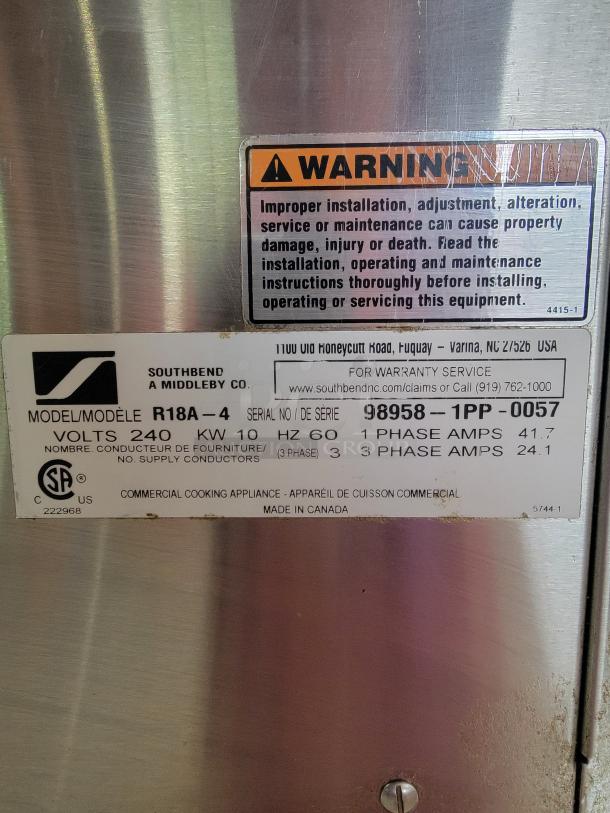 WARNING
Improper installation, adjustment, alteration,
service or maintenance can cause property
damage, injury or death. Read the
installation, operating and maintenance
instructions thoroughly before installing,
operating or servicing this equipment.
4415-1
1100 Old Honeycutt Road, Fuquay – Varina, NC 27526 USA
SOUTHBEND
A MIDDLEBY CO.
FOR WARRANTY SERVICE
www.southbendnc.com/claims or Call (919) 762-1000
MODEL/MODÈLE R18A-4 SERIAL NO / DE SÉRIE 98958-1PP-0057
VOLTS 240 KW 10 HZ 60 1 PHASE AMPS 41.7
NOMBRE. CONDUCTEUR DE FOURNITURE/
NO. SUPPLY CONDUCTORS (3 PHASE) 3 3 PHASE AMPS 24.1
SA ®
C US
222968
COMMERCIAL COOKING APPLIANCE - APPARÉIL DE CUISSON COMMERCIAL
MADE IN CANADA
5744-1